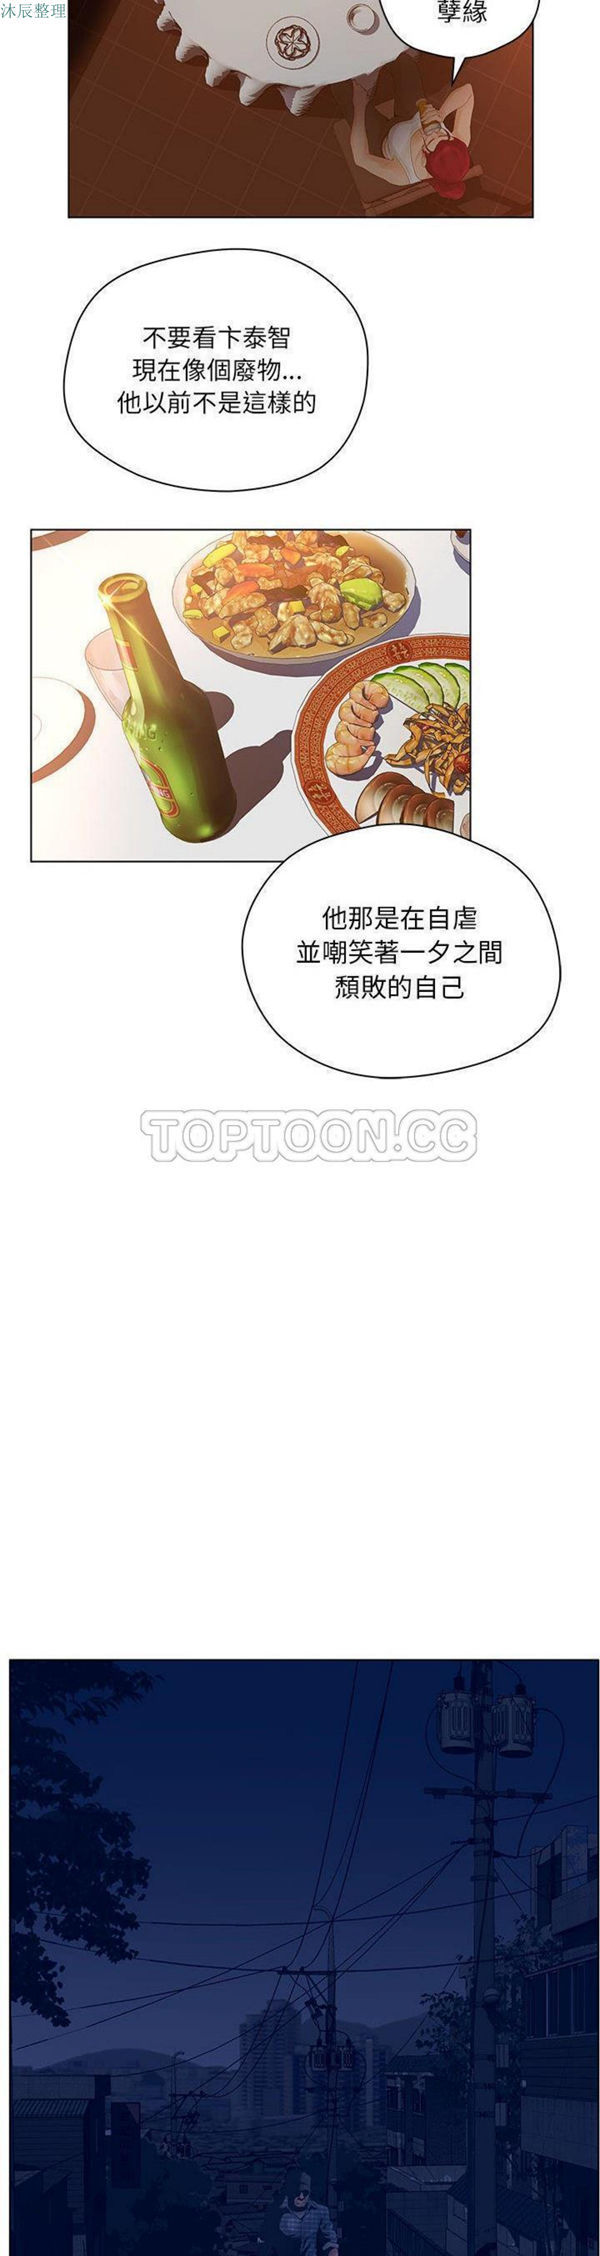 沐辰整理
孽緣
不要看卞泰智
現在像個廢物...
他以前不是這樣的
他那是在自虐
並嘲笑著一夕之間
頹敗的自己
TOPTOON.CC